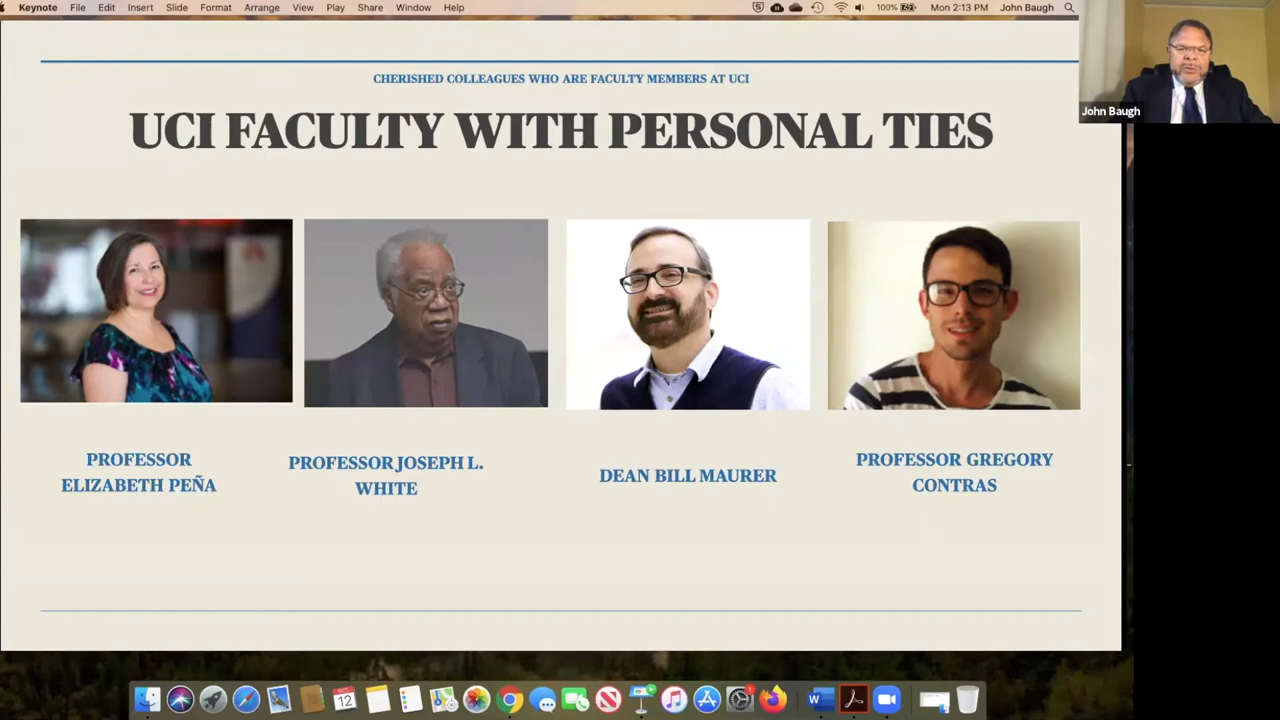 Keynote File Edit Insert Slide Format Arrange View Play Share Window Help 100% Mon 2:13 PM John Baugh
CHERISHED COLLEAGUES WHO ARE FACULTY MEMBERS AT UCI
John Baugh
UCI FACULTY WITH PERSONAL TIES
PROFESSOR
ELIZABETH PEÑA
PROFESSOR JOSEPH L.
WHITE
DEAN BILL MAURER
PROFESSOR GREGORY
CONTRAS
OCT
12